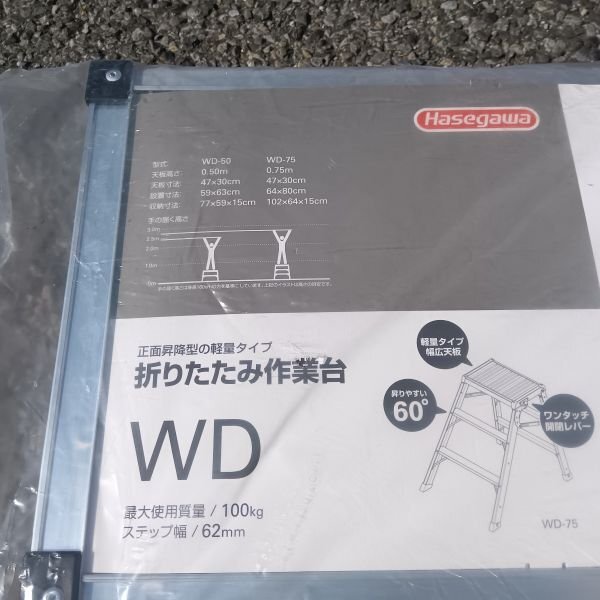 Hasegawa
型式: WD-50 WD-75
天板高さ: 0.50m 0.75m
天板寸法: 47×30cm 47×30cm
設置寸法: 59×63cm 64×80cm
収納寸法: 77×59×15cm 102×64×15cm
手の届く高さ
3.0m
2.5m
2.0m
1.0m
0m
正面昇降型の軽量タイプ
折りたたみ作業台
WD
最大使用質量 / 100kg
ステップ幅 / 62mm
軽量タイプ
幅広天板
昇りやすい
60°
ワンタッチ
開閉レバー
WD-75